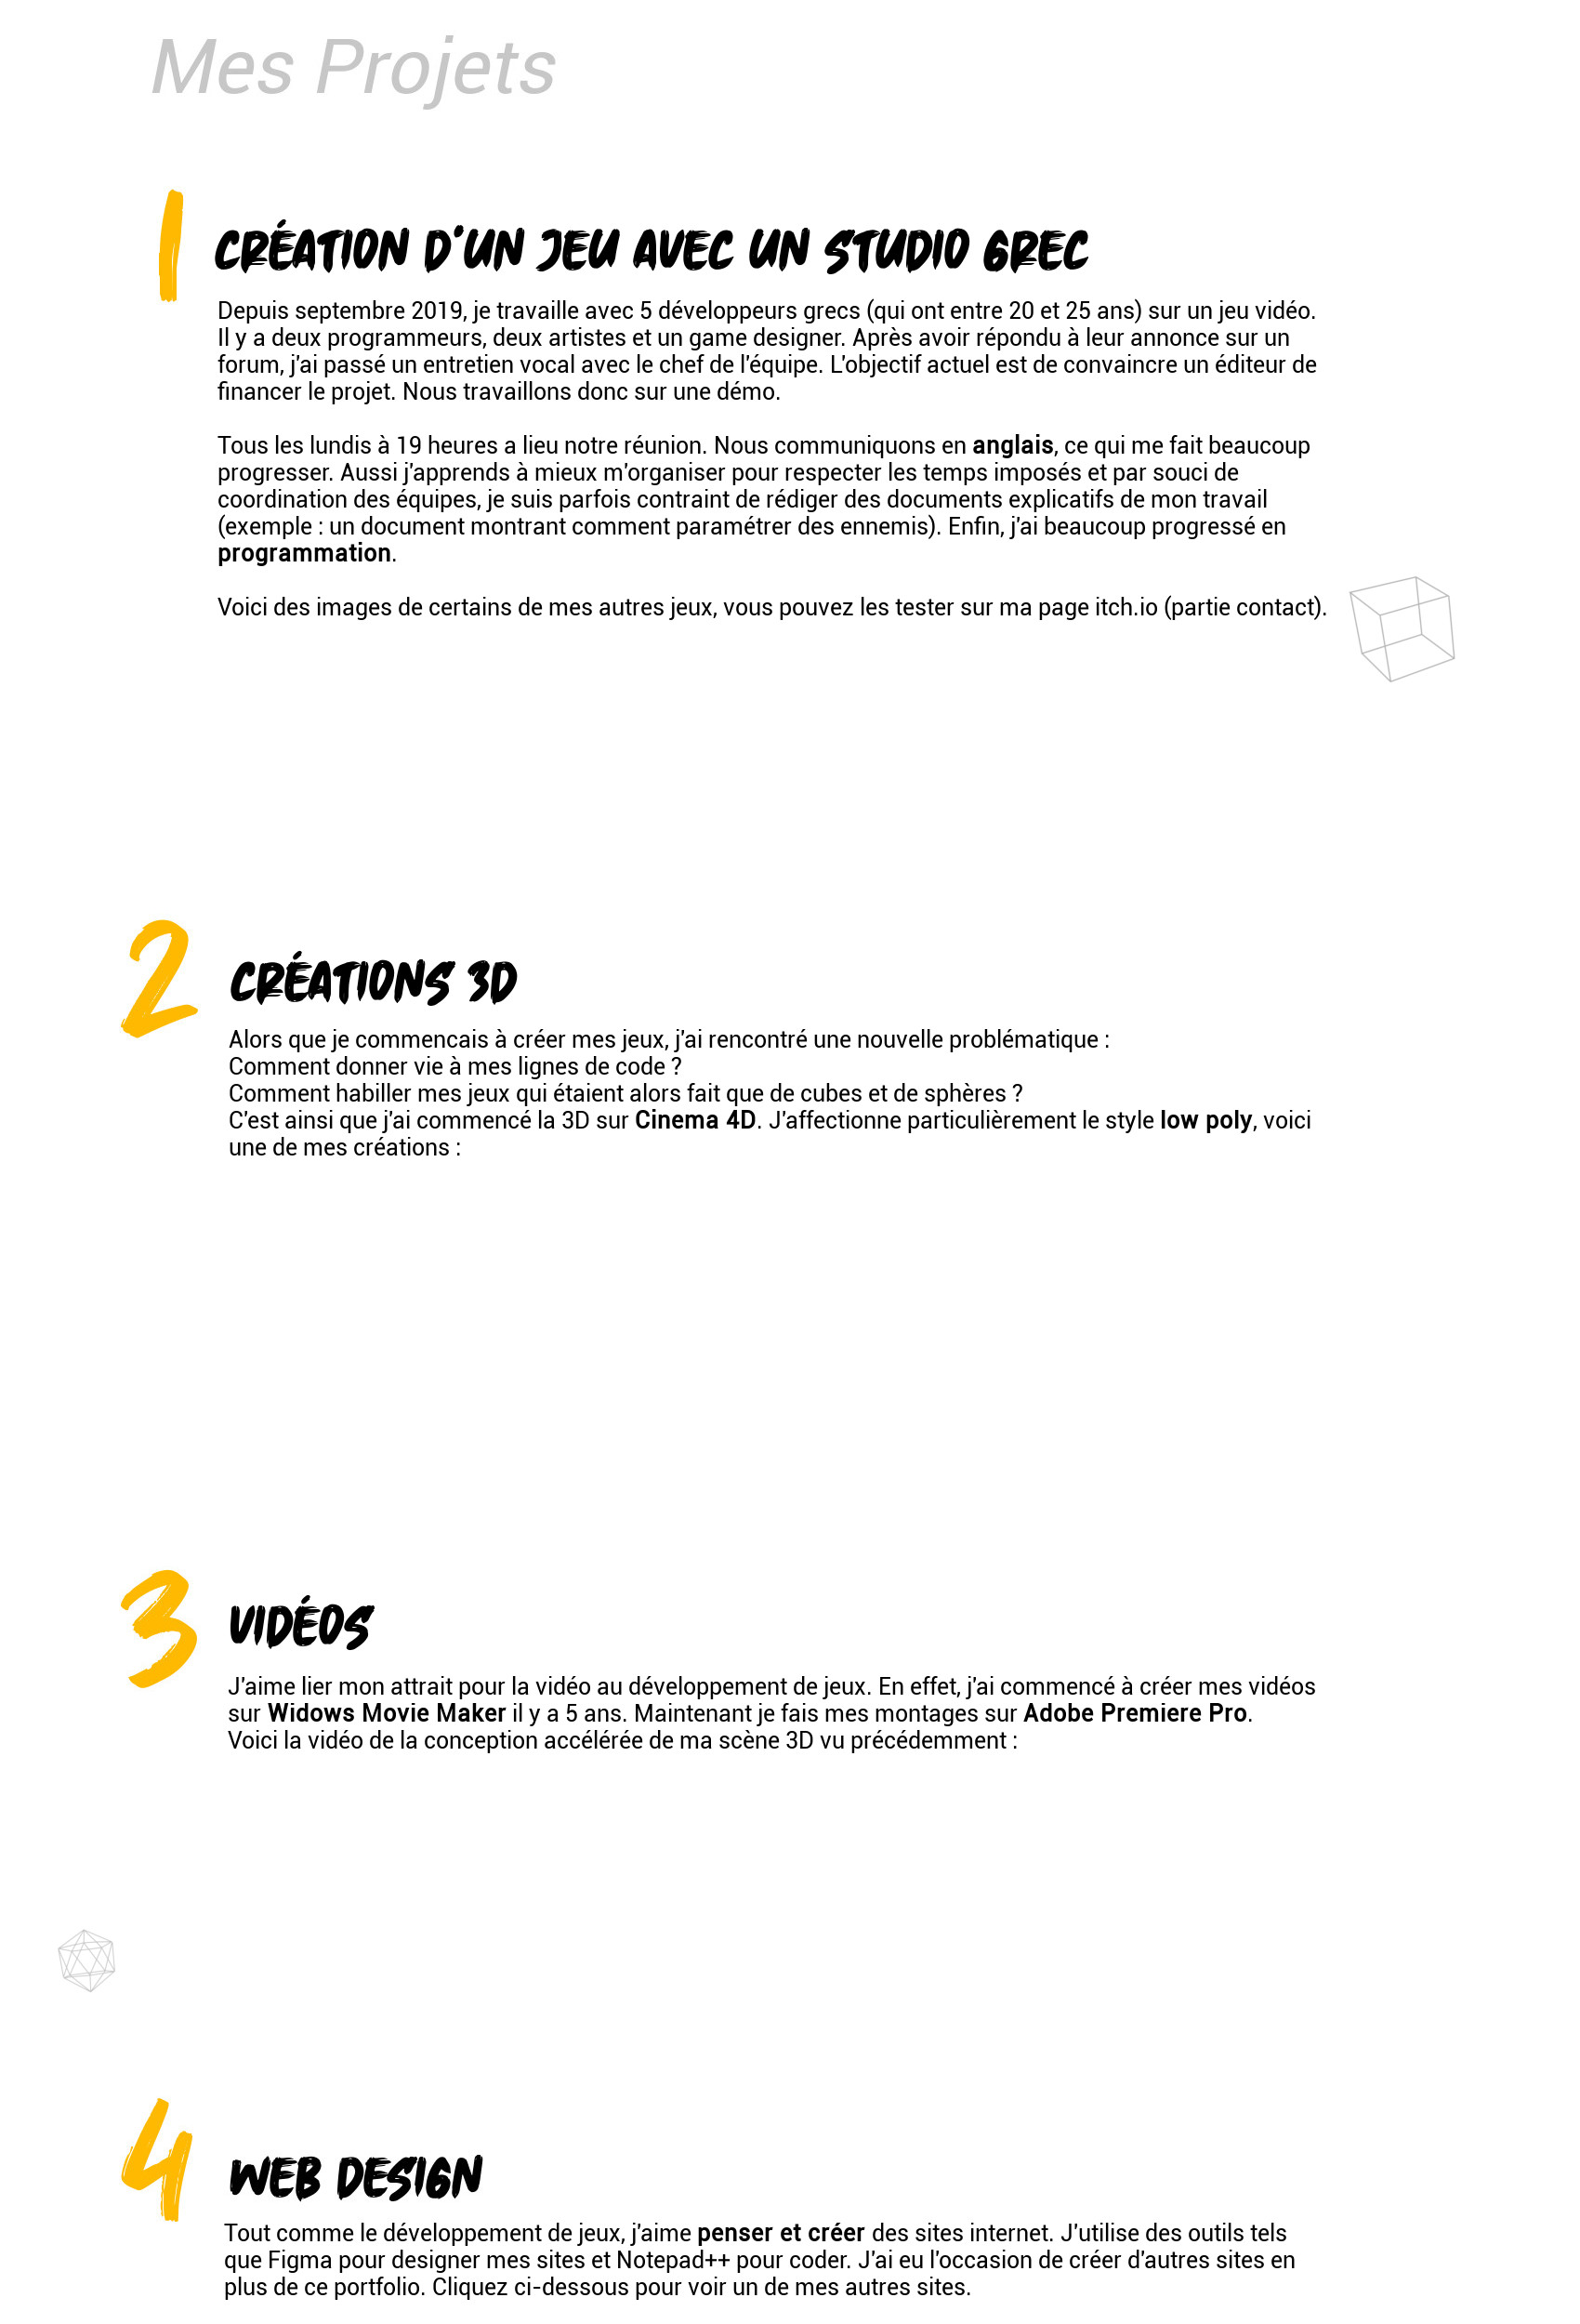 Mes Projets
1
CRÉATION D'UN JEU AVEC UN STUDIO GREC
Depuis septembre 2019, je travaille avec 5 développeurs grecs (qui ont entre 20 et 25 ans) sur un jeu vidéo.
Il y a deux programmeurs, deux artistes et un game designer. Après avoir répondu à leur annonce sur un
forum, j'ai passé un entretien vocal avec le chef de l'équipe. L'objectif actuel est de convaincre un éditeur de
financer le projet. Nous travaillons donc sur une démo.
Tous les lundis à 19 heures a lieu notre réunion. Nous communiquons en anglais, ce qui me fait beaucoup
progresser. Aussi j'apprends à mieux m'organiser pour respecter les temps imposés et par souci de
coordination des équipes, je suis parfois contraint de rédiger des documents explicatifs de mon travail
(exemple : un document montrant comment paramétrer des ennemis). Enfin, j'ai beaucoup progressé en
programmation.
Voici des images de certains de mes autres jeux, vous pouvez les tester sur ma page itch.io (partie contact).
2
CRÉATIONS 3D
Alors que je commencais à créer mes jeux, j'ai rencontré une nouvelle problématique :
Comment donner vie à mes lignes de code ?
Comment habiller mes jeux qui étaient alors fait que de cubes et de sphères ?
C'est ainsi que j'ai commencé la 3D sur Cinema 4D. J'affectionne particulièrement le style low poly, voici
une de mes créations :
3
VIDÉOS
J'aime lier mon attrait pour la vidéo au développement de jeux. En effet, j'ai commencé à créer mes vidéos
sur Widows Movie Maker il y a 5 ans. Maintenant je fais mes montages sur Adobe Premiere Pro.
Voici la vidéo de la conception accélérée de ma scène 3D vu précédemment :
4
WEB DESIGN
Tout comme le développement de jeux, j'aime penser et créer des sites internet. J'utilise des outils tels
que Figma pour designer mes sites et Notepad++ pour coder. J'ai eu l'occasion de créer d'autres sites en
plus de ce portfolio. Cliquez ci-dessous pour voir un de mes autres sites.